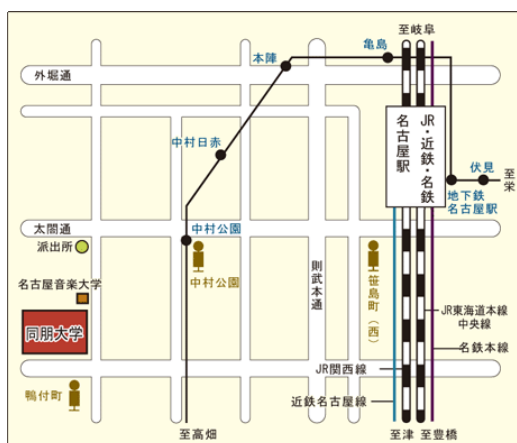 至岐阜
亀島
本陣
外堀通
名古屋駅
JR・近鉄・名鉄
中村日赤
伏見
至栄
地下鉄
名古屋駅
太閤通
中村公園
派出所
中村公園
笹島町(西)
則武本通
名古屋音楽大学
同朋大学
JR東海道本線
中央線
名鉄本線
JR関西線
鴨付町
近鉄名古屋線
至高畑
至津
至豊橋